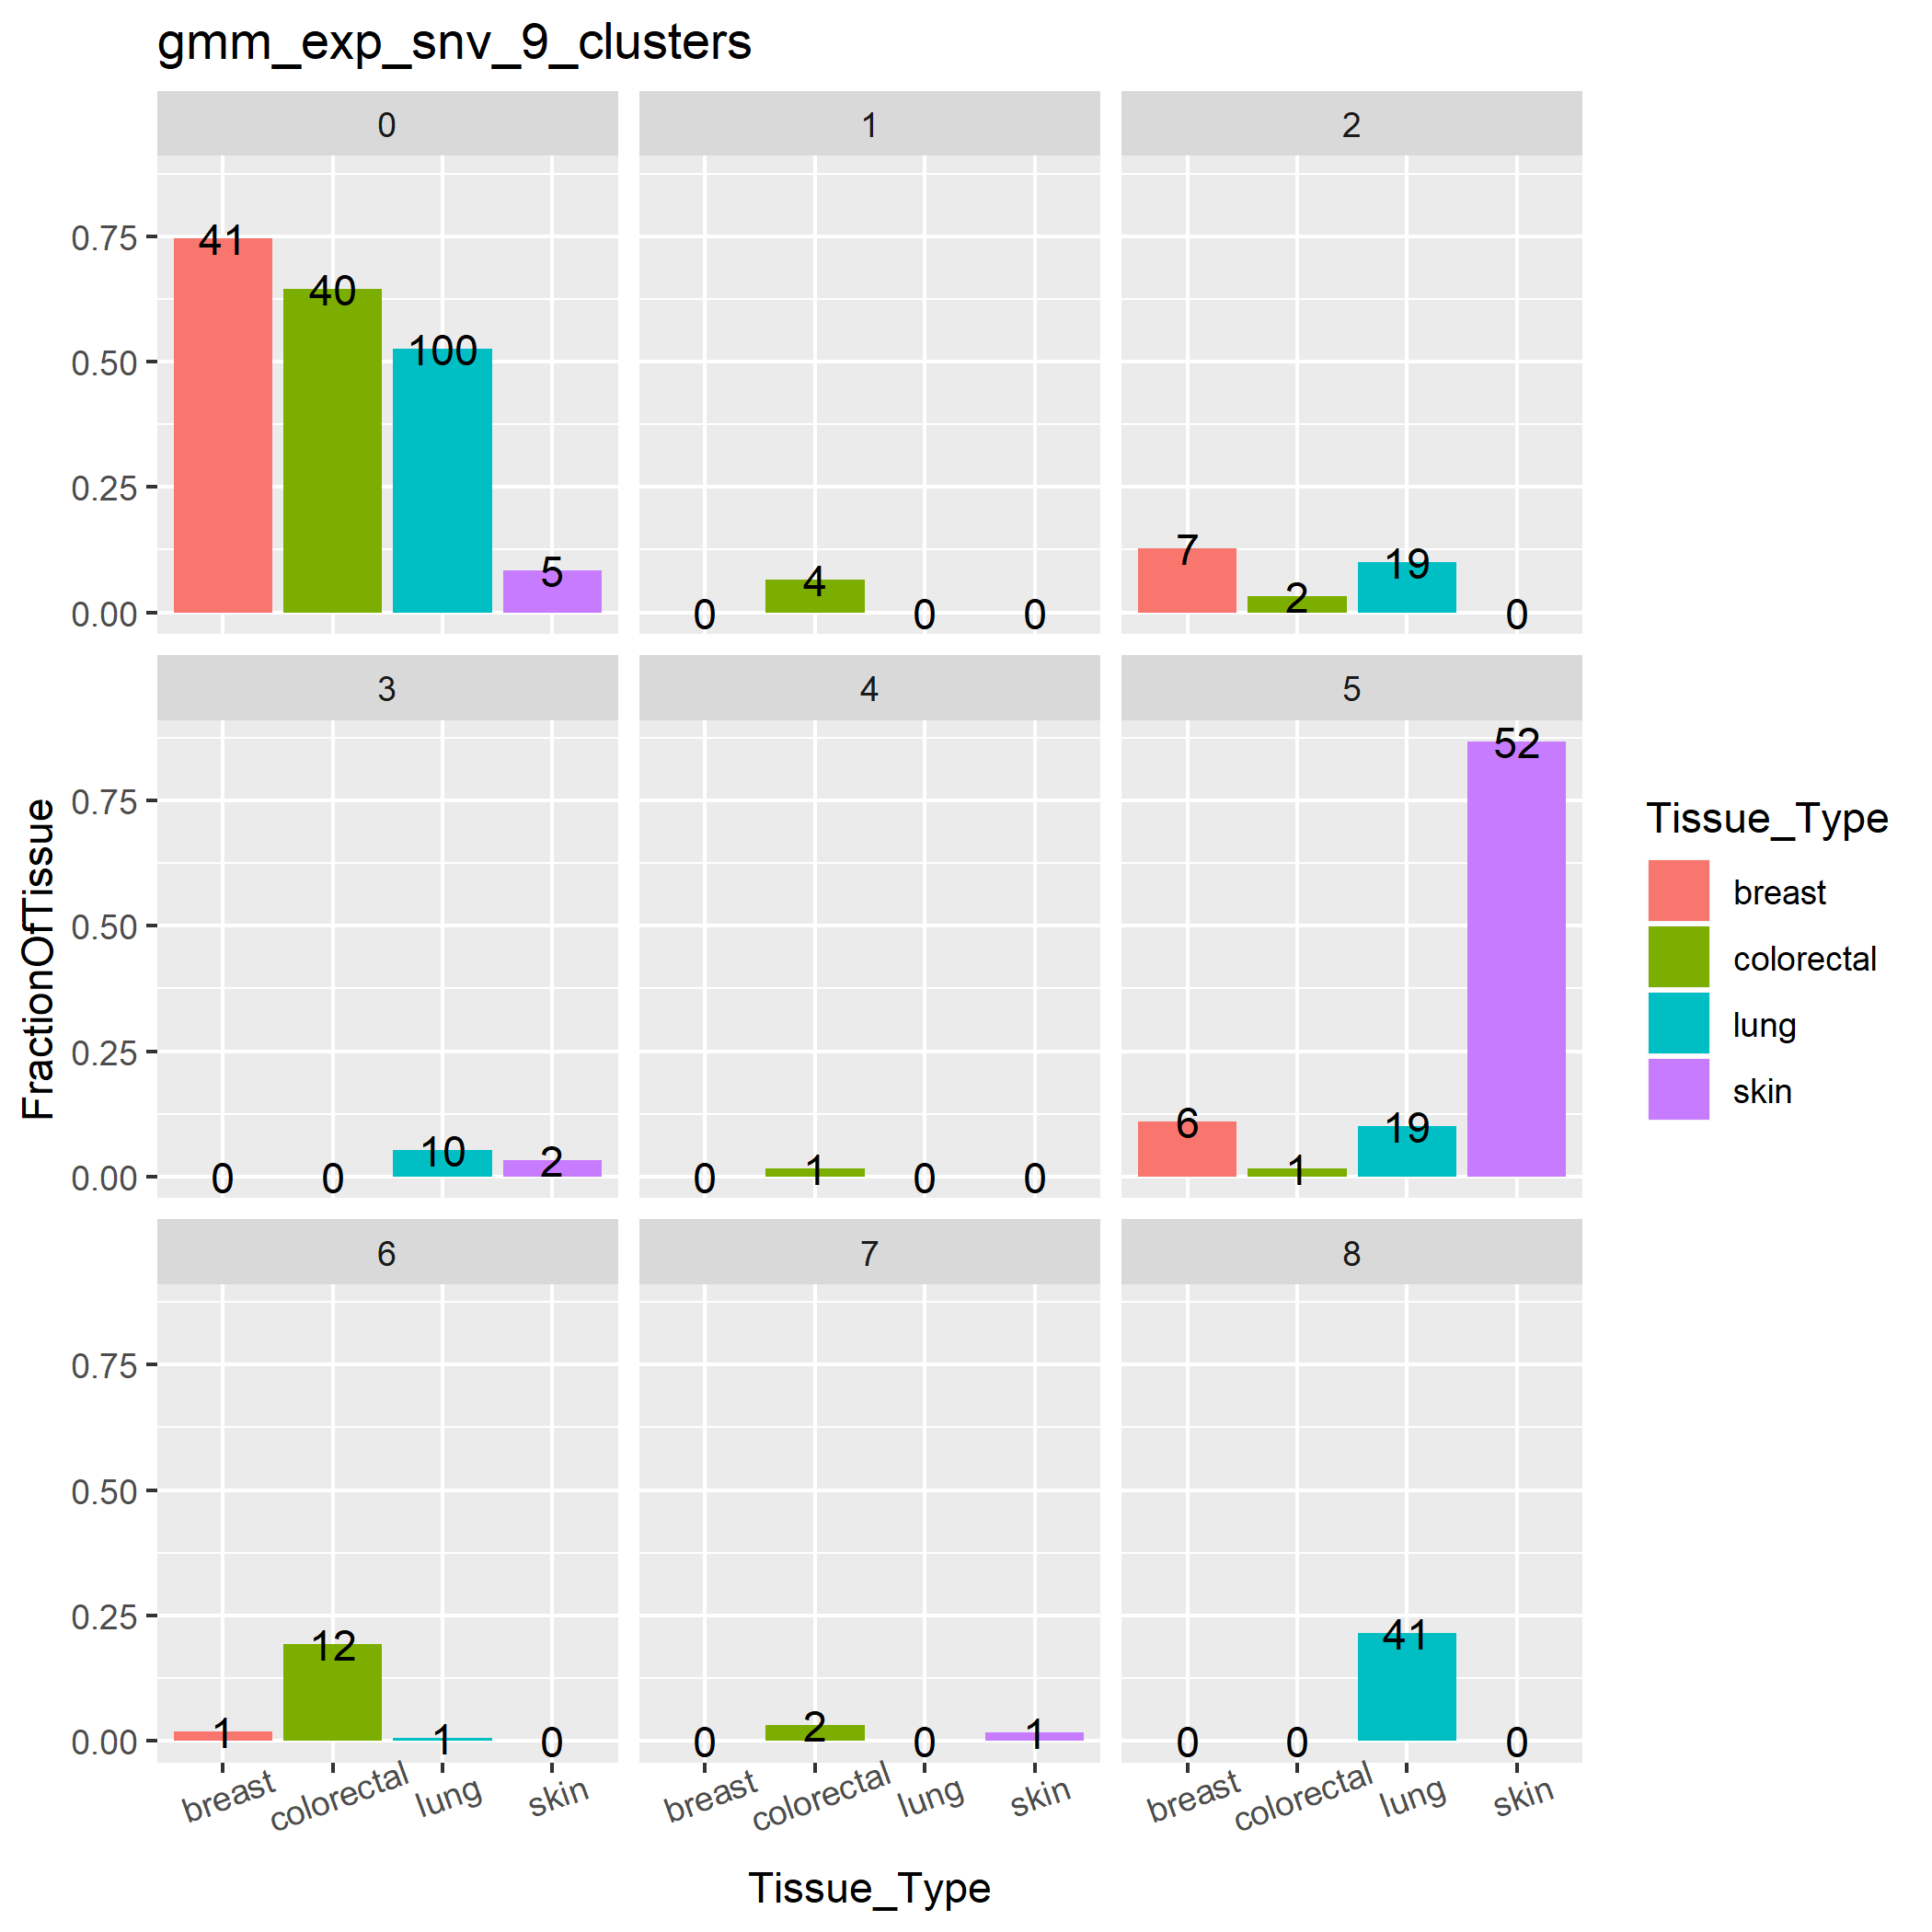 gmm_exp_snv_9_clusters
0 1 2
0.75
0.50
0.25
0.00
41 40 100 5
0 4 0 0
7 2 19 0
3 4 5
0.75
0.50
0.25
0.00
0 0 10 2
0 1 0 0
6 1 19 52
6 7 8
0.75
0.50
0.25
0.00
1 12 1 0
0 2 0 1
0 0 41 0
breast colorectal lung skin
breast colorectal lung skin
breast colorectal lung skin
Tissue_Type
FractionOfTissue
Tissue_Type
breast
colorectal
lung
skin